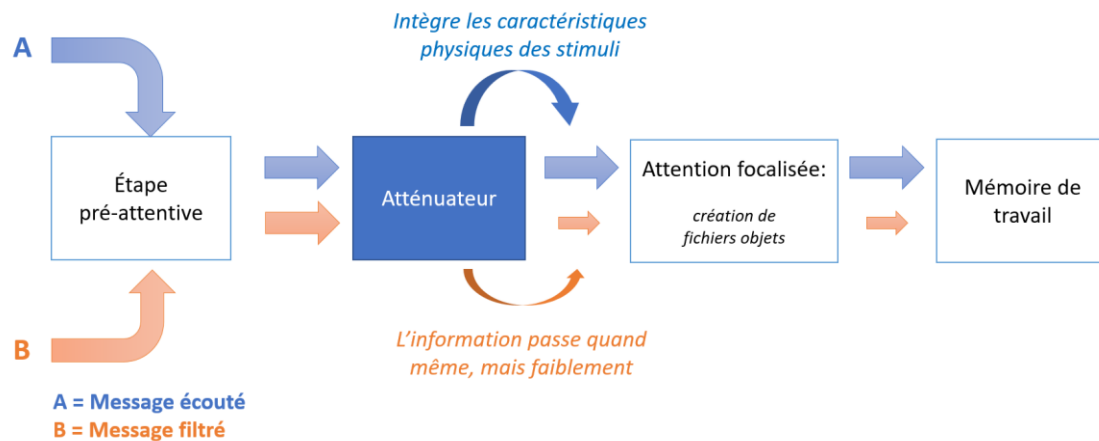 Intègre les caractéristiques
physiques des stimuli
A
Étape
pré-attentive
Atténuateur
Attention focalisée:
création de
fichiers objets
Mémoire de
travail
B
L’information passe quand
même, mais faiblement
A = Message écouté
B = Message filtré